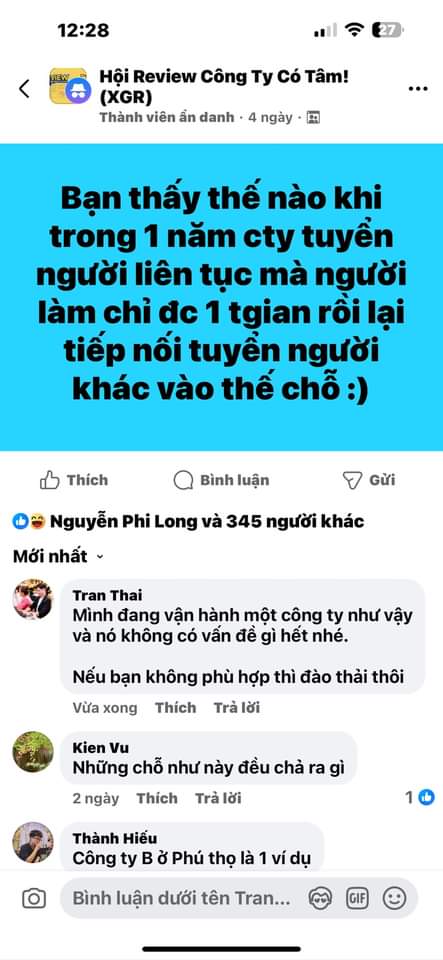 12:28
27
Hội Review Công Ty Có Tâm!
(XGR)
Thành viên ẩn danh · 4 ngày ·
Bạn thấy thế nào khi
trong 1 năm cty tuyển
người liên tục mà người
làm chỉ đc 1 tgian rồi lại
tiếp nối tuyển người
khác vào thế chỗ :)
Thích
Bình luận
Gửi
Nguyễn Phi Long và 345 người khác
Mới nhất
Tran Thai
Mình đang vận hành một công ty như vậy
và nó không có vấn đề gì hết nhé.
Nếu bạn không phù hợp thì đào thải thôi
Vừa xong Thích Trả lời
Kien Vu
Những chỗ như này đều chả ra gì
2 ngày Thích Trả lời 1
Thành Hiếu
Công ty B ở Phú thọ là 1 ví dụ
Bình luận dưới tên Tran...
GIF